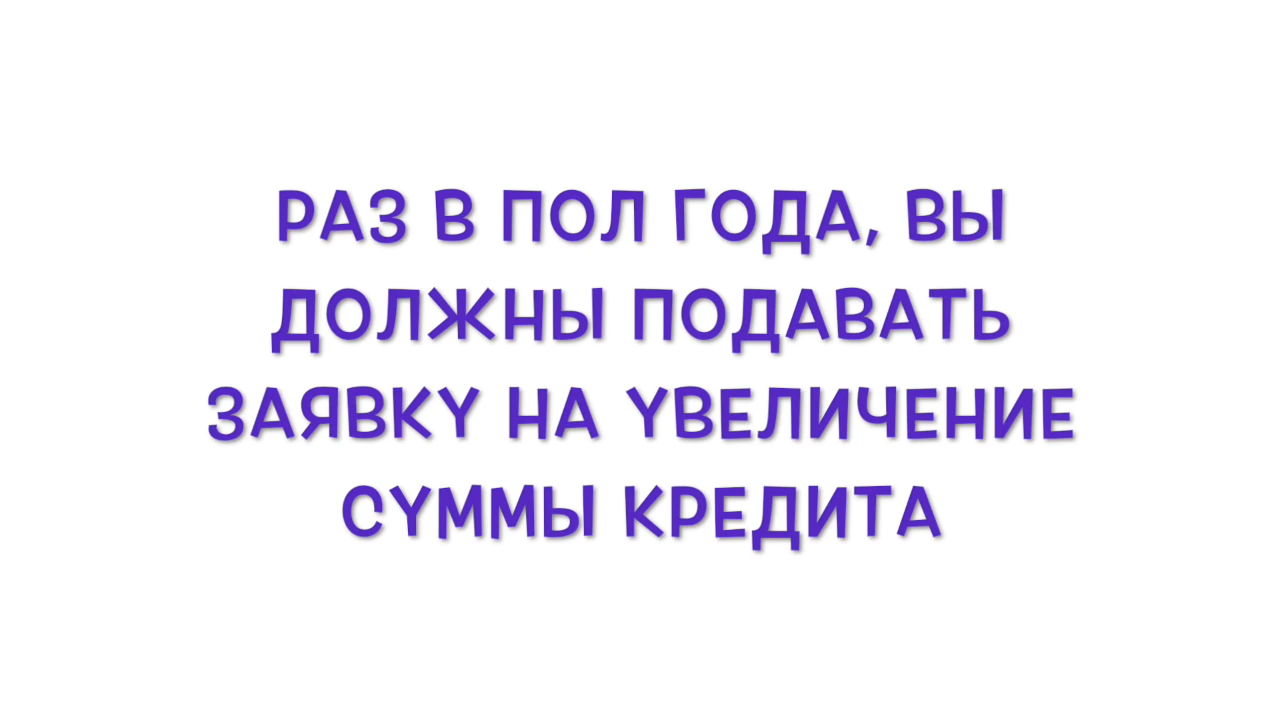 РАЗ В ПОЛ ГОДА, ВЫ
ДОЛЖНЫ ПОДАВАТЬ
ЗАЯВКУ НА УВЕЛИЧЕНИЕ
СУММЫ КРЕДИТА